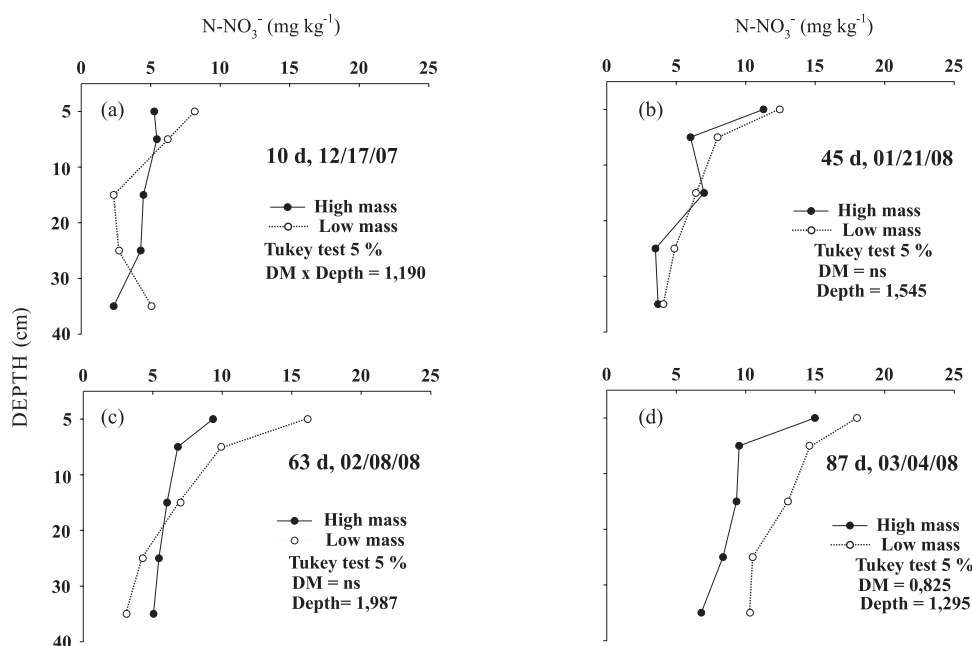 N-NO₃⁻ (mg kg⁻¹)
N-NO₃⁻ (mg kg⁻¹)
0 5 10 15 20 25
0 5 10 15 20 25
5
10
20
30
40
(a)
10 d, 12/17/07
High mass
Low mass
Tukey test 5 %
DM x Depth = 1,190
(b)
45 d, 01/21/08
High mass
Low mass
Tukey test 5 %
DM = ns
Depth = 1,545
DEPTH (cm)
0 5 10 15 20 25
0 5 10 15 20 25
5
10
20
30
40
(c)
63 d, 02/08/08
High mass
Low mass
Tukey test 5 %
DM = ns
Depth= 1,987
(d)
87 d, 03/04/08
High mass
Low mass
Tukey test 5 %
DM = 0,825
Depth = 1,295